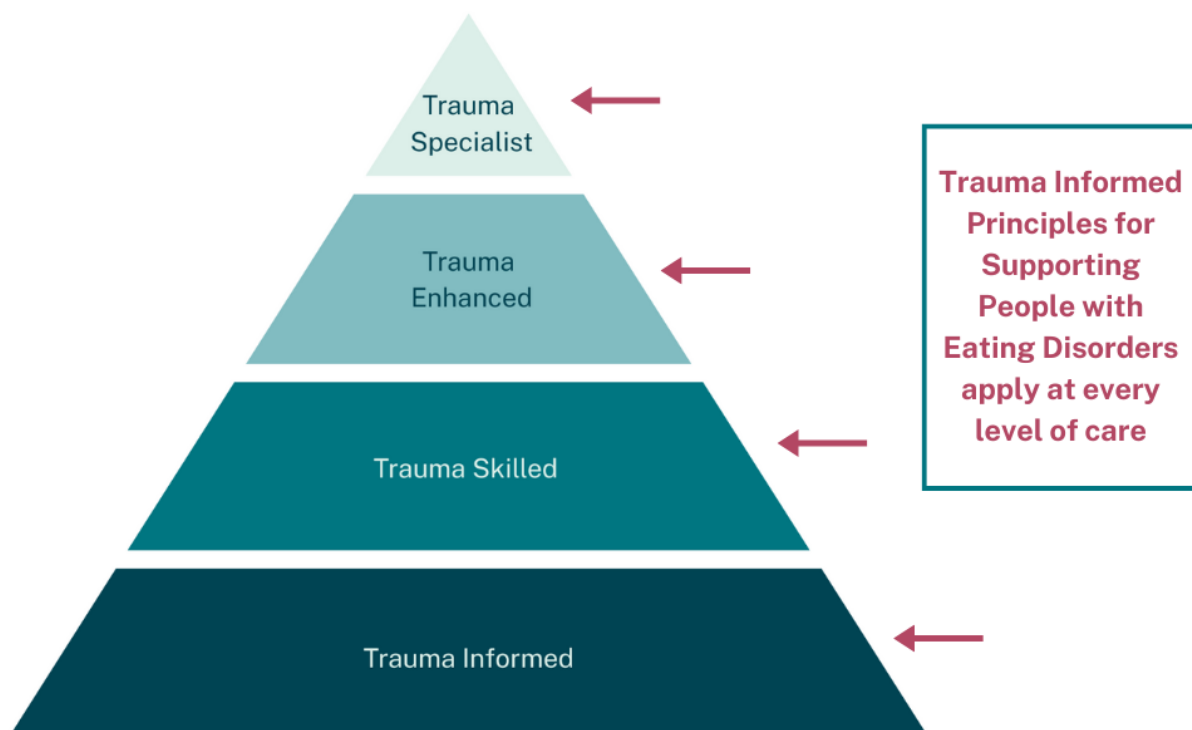 Trauma
Specialist
Trauma
Enhanced
Trauma Skilled
Trauma Informed
Trauma Informed
Principles for
Supporting
People with
Eating Disorders
apply at every
level of care